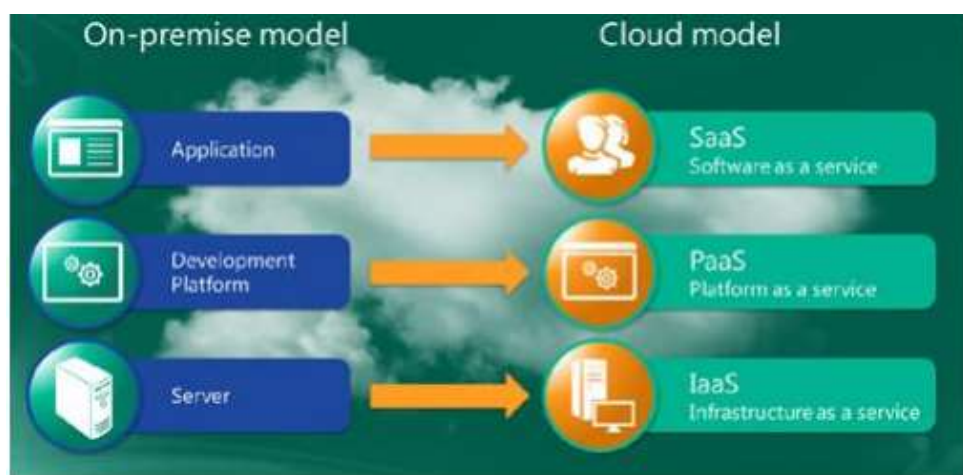 On-premise model
Cloud model
Application
SaaS
Software as a service
Development
Platform
PaaS
Platform as a service
Server
IaaS
Infrastructure as a service